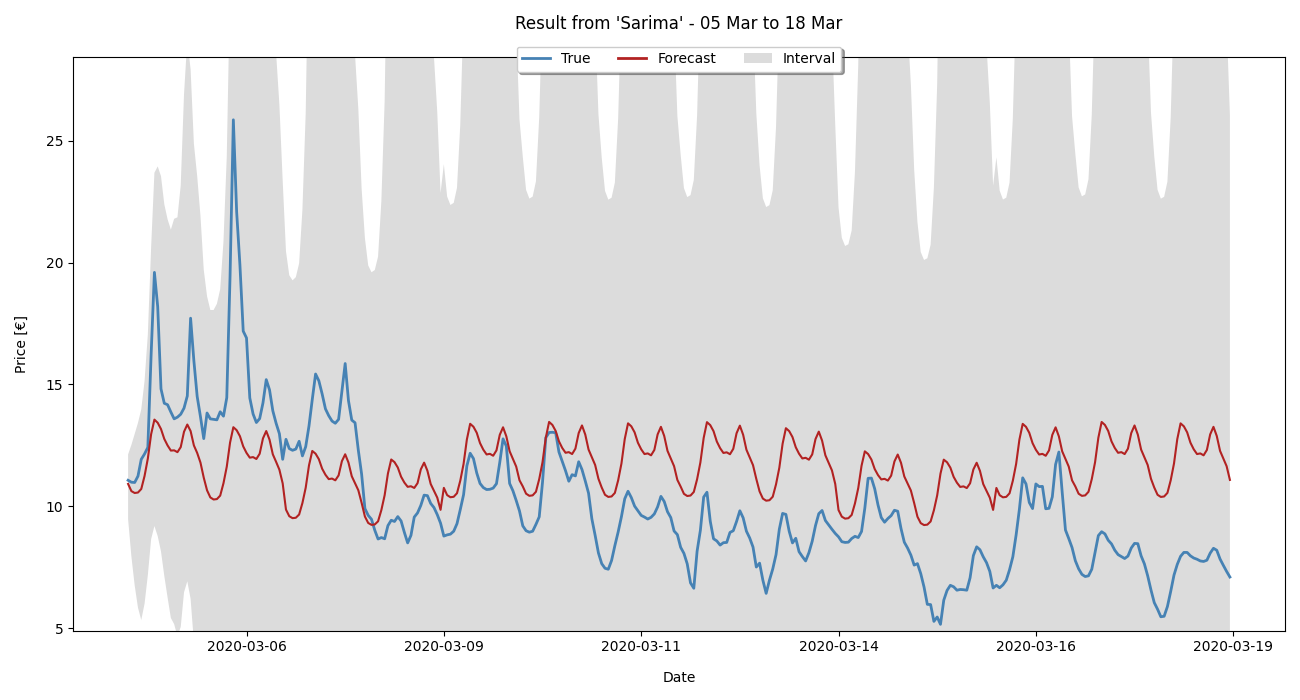 Result from 'Sarima' - 05 Mar to 18 Mar
True Forecast Interval
25
20
15
10
5
Price [€]
2020-03-06 2020-03-09 2020-03-11 2020-03-14 2020-03-16 2020-03-19
Date